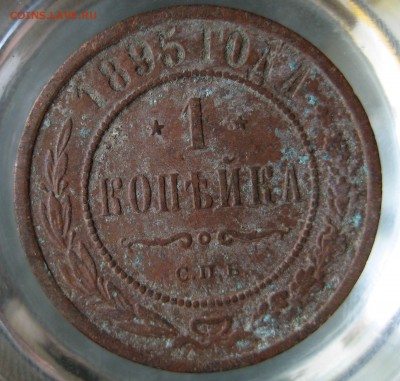 COINS.LAVE.RU
1895 ГОДА
1
КОПѢЙКА
С.П.Б.